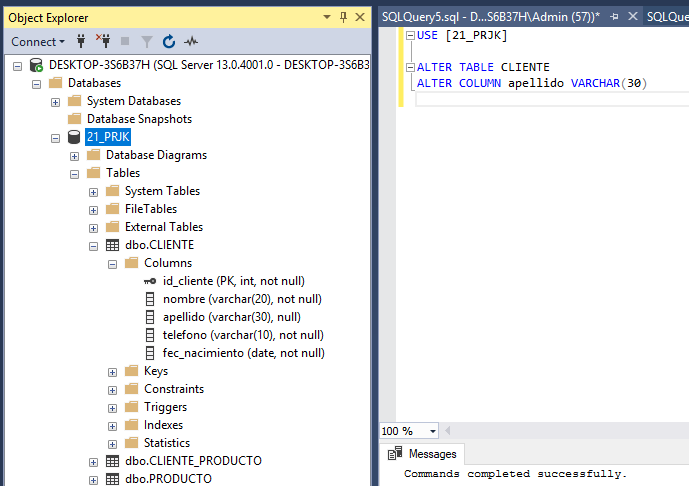 Object Explorer
Connect
DESKTOP-3S6B37H (SQL Server 13.0.4001.0 - DESKTOP-3S6B3
Databases
System Databases
Database Snapshots
21_PRJK
Database Diagrams
Tables
System Tables
FileTables
External Tables
dbo.CLIENTE
Columns
id_cliente (PK, int, not null)
nombre (varchar(20), not null)
apellido (varchar(30), null)
telefono (varchar(10), not null)
fec_nacimiento (date, not null)
Keys
Constraints
Triggers
Indexes
Statistics
dbo.CLIENTE_PRODUCTO
dbo.PRODUCTO
SQLQuery5.sql - D...S6B37H\Admin (57))*
SQLQue
USE [21_PRJK]
ALTER TABLE CLIENTE
ALTER COLUMN apellido VARCHAR(30)
100 %
Messages
Commands completed successfully.